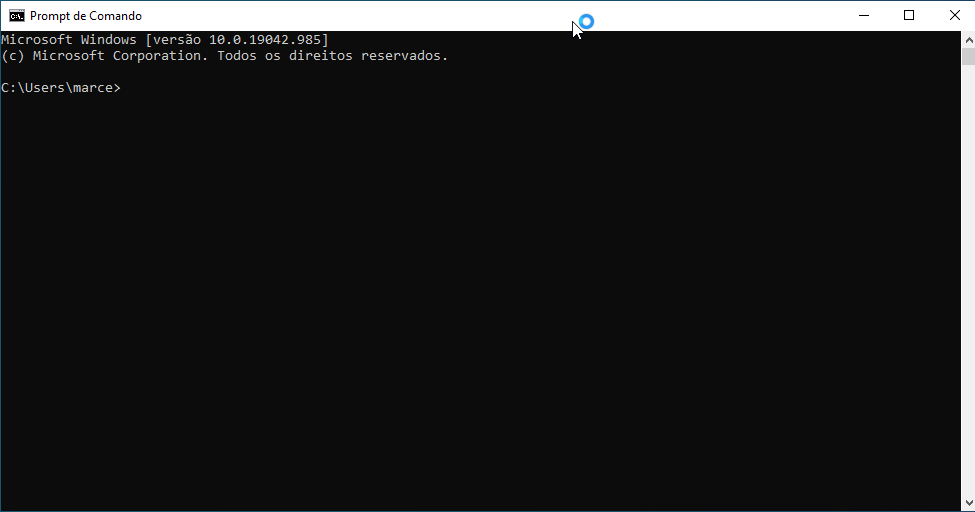 Prompt de Comando
Microsoft Windows [versão 10.0.19042.985]
(c) Microsoft Corporation. Todos os direitos reservados.
C:\Users\marce>